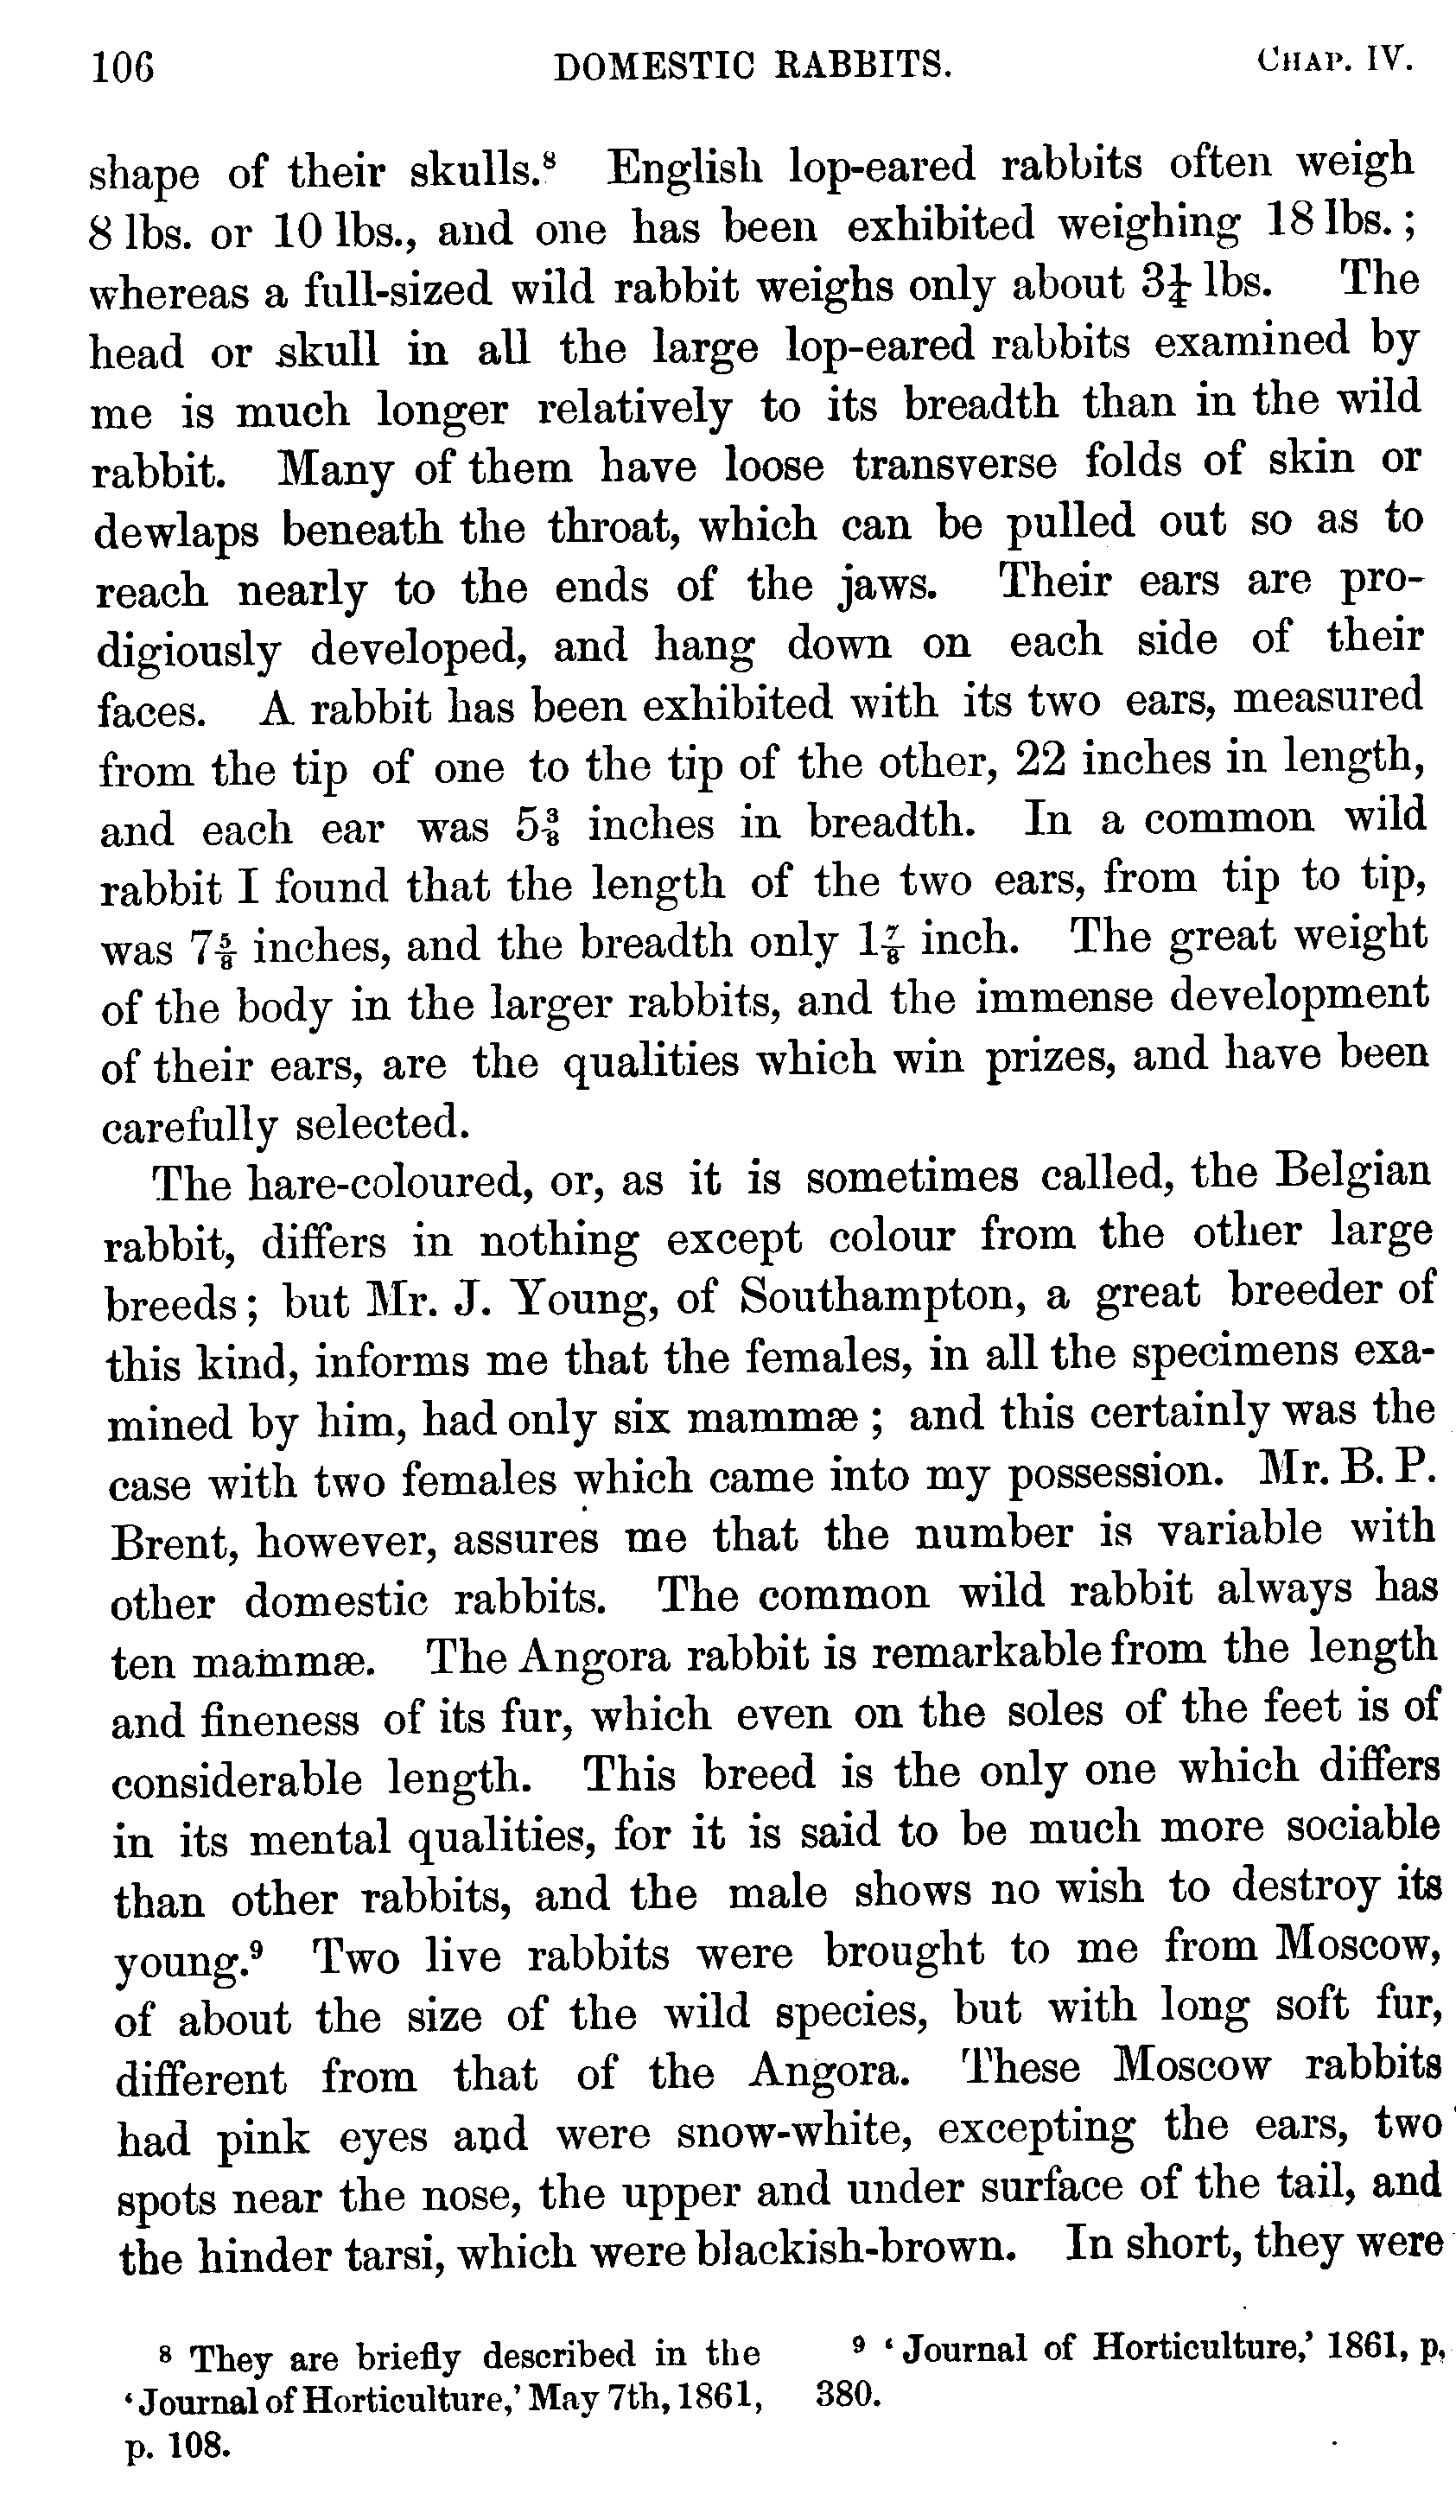 106 DOMESTIC RABBITS. CHAP. IV.
shape of their skulls.⁸ English lop-eared rabbits often weigh
8 lbs. or 10 lbs., and one has been exhibited weighing 18 lbs.;
whereas a full-sized wild rabbit weighs only about 3¼ lbs. The
head or skull in all the large lop-eared rabbits examined by
me is much longer relatively to its breadth than in the wild
rabbit. Many of them have loose transverse folds of skin or
dewlaps beneath the throat, which can be pulled out so as to
reach nearly to the ends of the jaws. Their ears are pro-
digiously developed, and hang down on each side of their
faces. A rabbit has been exhibited with its two ears, measured
from the tip of one to the tip of the other, 22 inches in length,
and each ear was 5⅜ inches in breadth. In a common wild
rabbit I found that the length of the two ears, from tip to tip,
was 7⅝ inches, and the breadth only 1⅞ inch. The great weight
of the body in the larger rabbits, and the immense development
of their ears, are the qualities which win prizes, and have been
carefully selected.
The hare-coloured, or, as it is sometimes called, the Belgian
rabbit, differs in nothing except colour from the other large
breeds; but Mr. J. Young, of Southampton, a great breeder of
this kind, informs me that the females, in all the specimens exa-
mined by him, had only six mammæ; and this certainly was the
case with two females which came into my possession. Mr. B. P.
Brent, however, assures me that the number is variable with
other domestic rabbits. The common wild rabbit always has
ten mammæ. The Angora rabbit is remarkable from the length
and fineness of its fur, which even on the soles of the feet is of
considerable length. This breed is the only one which differs
in its mental qualities, for it is said to be much more sociable
than other rabbits, and the male shows no wish to destroy its
young.⁹ Two live rabbits were brought to me from Moscow,
of about the size of the wild species, but with long soft fur,
different from that of the Angora. These Moscow rabbits
had pink eyes and were snow-white, excepting the ears, two
spots near the nose, the upper and under surface of the tail, and
the hinder tarsi, which were blackish-brown. In short, they were
⁸ They are briefly described in the
'Journal of Horticulture,' May 7th, 1861,
p. 108.
⁹ 'Journal of Horticulture,' 1861, p.
380.